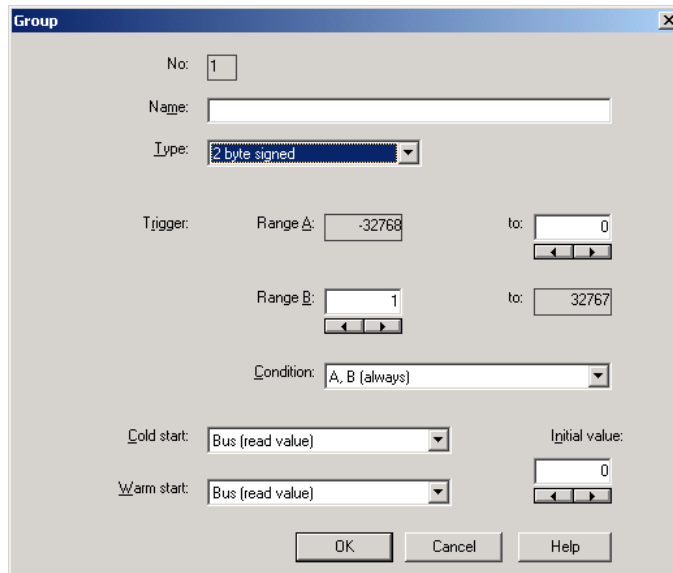 Group
No: 1
Name:
Type: 2 byte signed
Trigger: Range A: -32768 to: 0
Range B: 1 to: 32767
Condition: A, B (always)
Cold start: Bus (read value) Initial value:
0
Warm start: Bus (read value)
OK Cancel Help